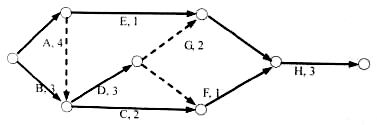 E, 1
A, 4
G, 2
B, 3
D, 3
H, 3
F, 1
C, 2